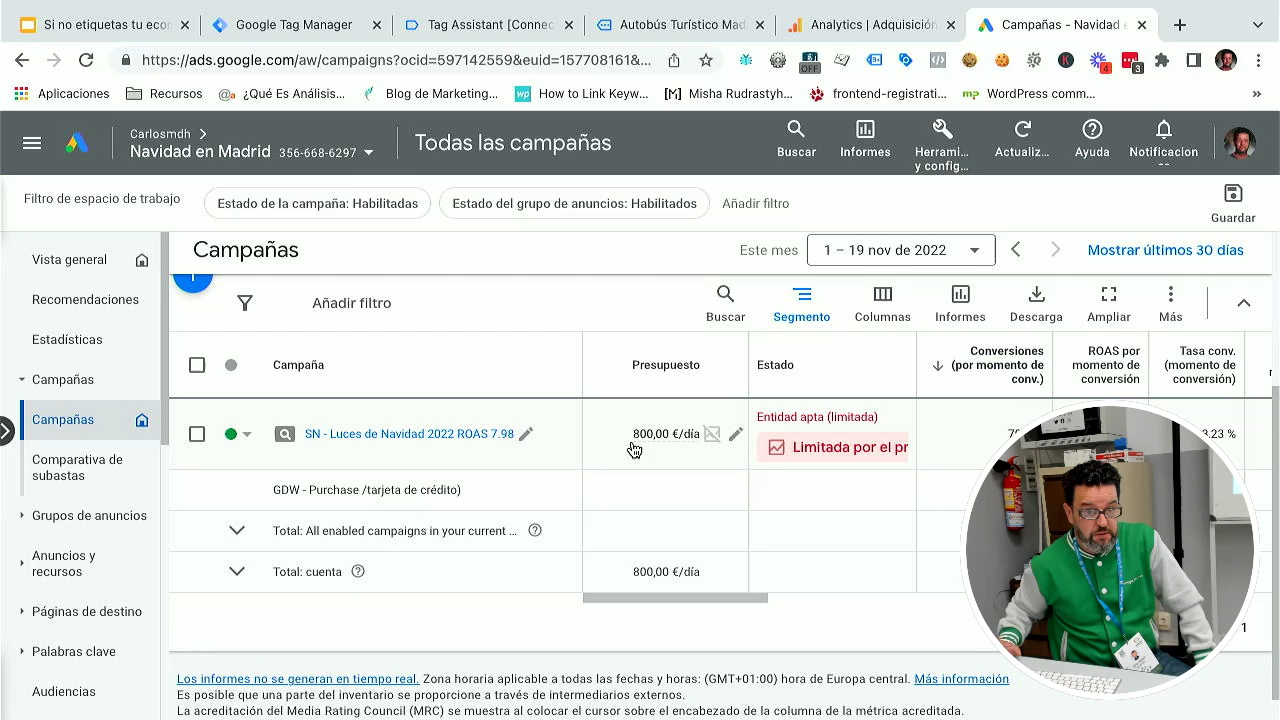 Si no etiquetas tu econ
Google Tag Manager
Tag Assistant [Connec
Autobús Turístico Mad
Analytics | Adquisición
Campañas - Navidad e
https://ads.google.com/aw/campaigns?ocid=597142559&euid=157708161&...
OFF
4
3
Aplicaciones
Recursos
¿Qué Es Análisis...
Blog de Marketing...
wp
How to Link Keyw...
[M]
Misha Rudrastyh...
frontend-registrati...
mp
WordPress comm...
»
Carlosmdh
Navidad en Madrid 356-668-6297
Todas las campañas
Buscar
Informes
Herrami... y config...
Actualiz...
Ayuda
Notificacion
Filtro de espacio de trabajo
Estado de la campaña: Habilitadas
Estado del grupo de anuncios: Habilitados
Añadir filtro
Guardar
Vista general
Recomendaciones
Estadísticas
Campañas
Campañas
Comparativa de
subastas
Grupos de anuncios
Anuncios y
recursos
Páginas de destino
Palabras clave
Audiencias
Campañas
Este mes
1 – 19 nov de 2022
Mostrar últimos 30 días
Añadir filtro
Buscar
Segmento
Columnas
Informes
Descarga
Ampliar
Más
Campaña
Presupuesto
Estado
Conversiones
(por momento de
conv.)
ROAS por
momento de
conversión
Tasa conv.
(momento de
conversión)
SN - Luces de Navidad 2022 ROAS 7.98
800,00 €/día
Entidad apta (limitada)
Limitada por el pr
3.23 %
GDW - Purchase /tarjeta de crédito)
Total: All enabled campaigns in your current ...
Total: cuenta
800,00 €/día
1
Los informes no se generan en tiempo real. Zona horaria aplicable a todas las fechas y horas: (GMT+01:00) hora de Europa central. Más información
Es posible que una parte del inventario se proporcione a través de intermediarios externos.
La acreditación del Media Rating Council (MRC) se muestra al colocar el cursor sobre el encabezado de la columna de la métrica acreditada.